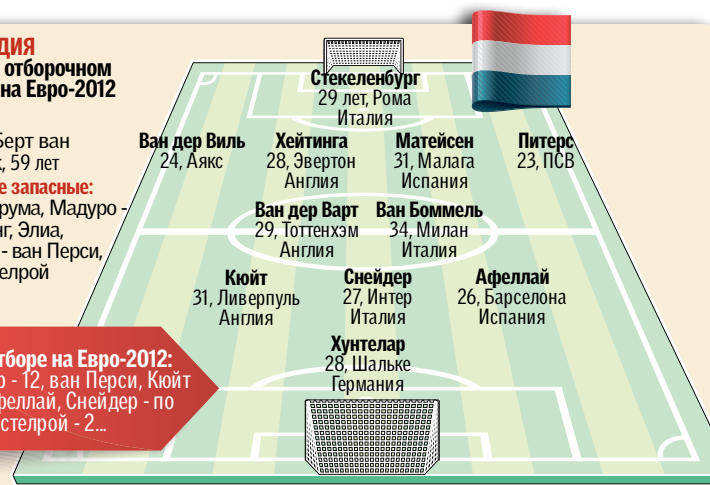 ДИЯ
отборочном
на Евро-2012
Берт ван
к, 59 лет
е запасные:
рума, Мадуро -
нг, Элиа,
- ван Перси,
елрой
Стекеленбург
29 лет, Рома
Италия
Ван дер Виль
24, Аякс
Хейтинга
28, Эвертон
Англия
Матейсен
31, Малага
Испания
Питерс
23, ПСВ
Ван дер Варт
29, Тоттенхэм
Англия
Ван Боммель
34, Милан
Италия
Кюйт
31, Ливерпуль
Англия
Снейдер
27, Интер
Италия
Афеллай
26, Барселона
Испания
Хунтелар
28, Шальке
Германия
тборе на Евро-2012:
р - 12, ван Перси, Кюйт
феллай, Снейдер - по
стелрой - 2...